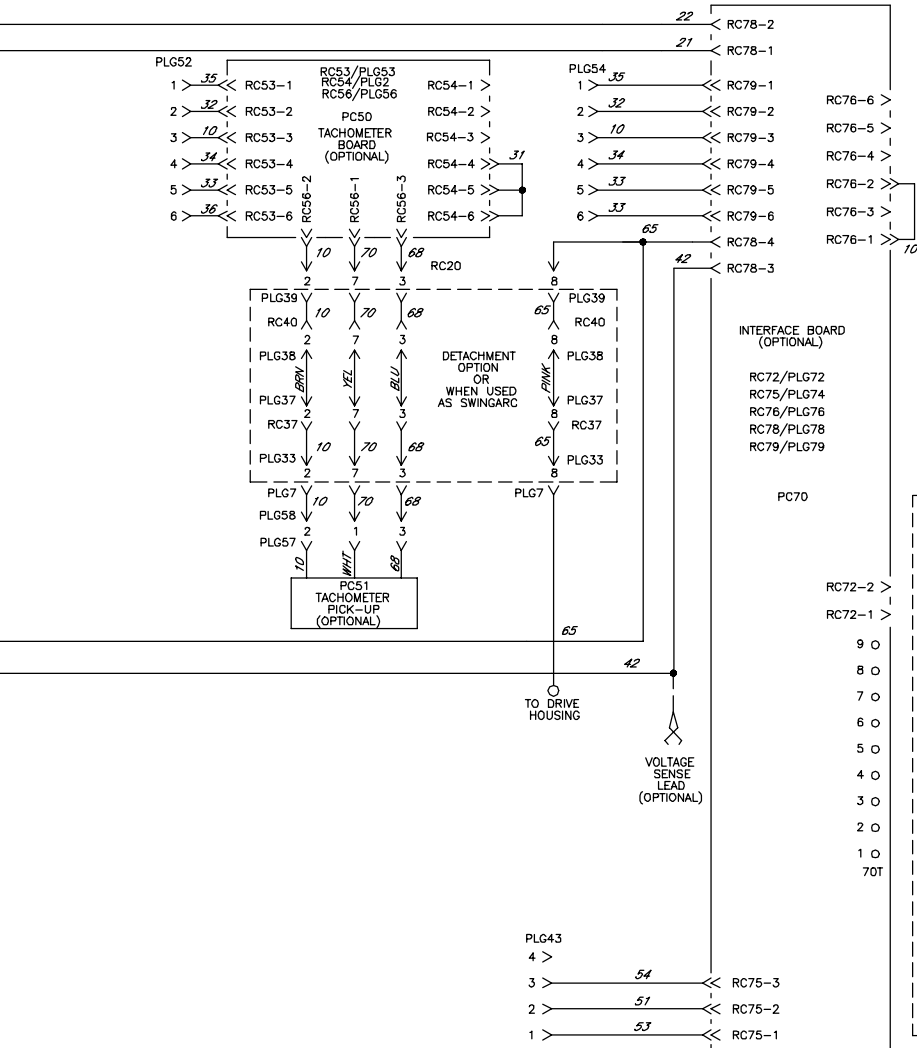 22
RC78-2
21
RC78-1
PLG52
1 35 RC53-1
2 32 RC53-2
3 10 RC53-3
4 34 RC53-4
5 33 RC53-5
6 36 RC53-6
RC53/PLG53
RC54/PLG2
RC56/PLG56
PC50
TACHOMETER
BOARD
(OPTIONAL)
RC54-1
RC54-2
RC54-3
RC54-4
RC54-5
RC54-6
31
RC56-2
RC56-1
RC56-3
PLG54
1 35 RC79-1
2 32 RC79-2
3 10 RC79-3
4 34 RC79-4
5 33 RC79-5
6 33 RC79-6
65 RC78-4
42 RC78-3
RC76-6
RC76-5
RC76-4
RC76-2
RC76-3
RC76-1
10
10 70 68
RC20
2 7 3 8
PLG39 PLG39
10 70 68 65
RC40 RC40
2 7 3 8
PLG38 PLG38
BRN YEL BLU PINK
DETACHMENT
OPTION
OR
WHEN USED
AS SWINGARC
PLG37 PLG37
2 7 3 8
RC37 RC37
10 70 68 65
PLG33 PLG33
2 7 3 8
PLG7 PLG7
10 70 68
PLG58
2 1 3
PLG57
10 WHT 68
PC51
TACHOMETER
PICK-UP
(OPTIONAL)
INTERFACE BOARD
(OPTIONAL)
RC72/PLG72
RC75/PLG74
RC76/PLG76
RC78/PLG78
RC79/PLG79
PC70
65
42
TO DRIVE
HOUSING
VOLTAGE
SENSE
LEAD
(OPTIONAL)
RC72-2
RC72-1
9
8
7
6
5
4
3
2
1
70T
PLG43
4
3 54 RC75-3
2 51 RC75-2
1 53 RC75-1